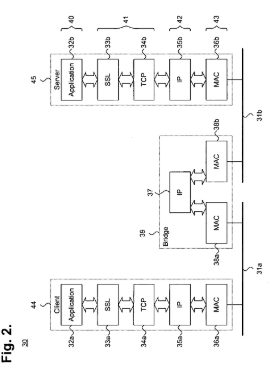 Fig. 2.
30
44
Client
32a
Application
33a
SSL
34a
TCP
35a
IP
36a
MAC
31a
39
Bridge
37
IP
38a
MAC
MAC
38b
31b
45
Server
Application
32b
40
SSL
33b
41
TCP
34b
IP
35b
42
MAC
36b
43